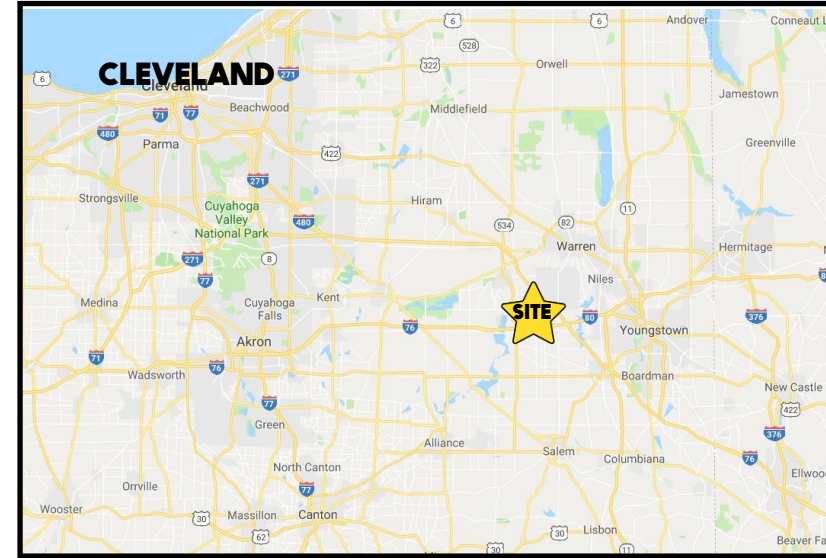 6
6
Andover
Conneaut L
528
322
Orwell
CLEVELAND
Cleveland
271
6
Jamestown
Beachwood
Middlefield
71
77
480
Parma
422
Greenville
271
Strongsville
Hiram
Cuyahoga
Valley
National Park
480
534
82
11
Warren
Hermitage
271
8
77
Niles
Medina
Cuyahoga
Falls
Kent
SITE
80
376
76
Youngstown
Akron
71
76
Wadsworth
Boardman
New Castle
77
422
Green
376
Alliance
Salem
Columbiana
76
North Canton
Ellwoo
Orrville
77
Wooster
30
Massillon
Canton
62
30
Lisbon
30
11
Beaver Fa